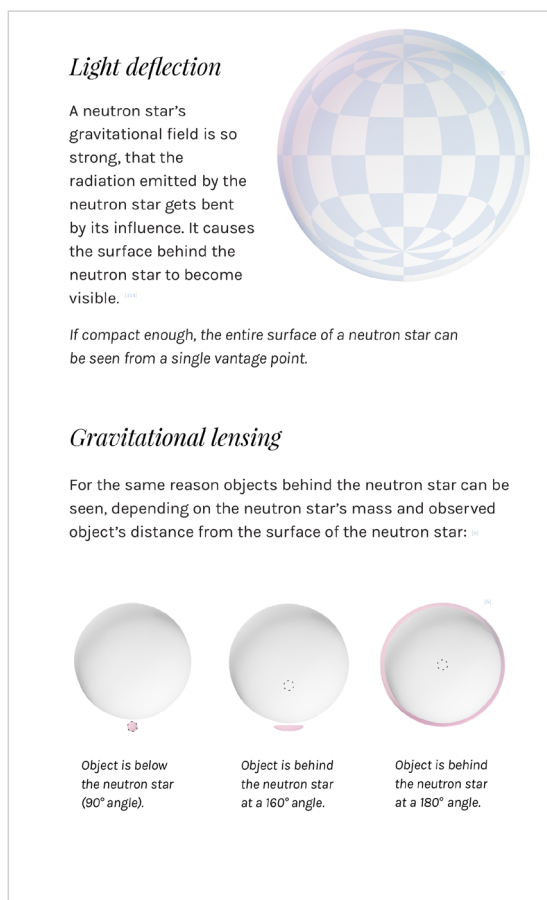 Light deflection
A neutron star’s
gravitational field is so
strong, that the
radiation emitted by the
neutron star gets bent
by its influence. It causes
the surface behind the
neutron star to become
visible.
If compact enough, the entire surface of a neutron star can
be seen from a single vantage point.
Gravitational lensing
For the same reason objects behind the neutron star can be
seen, depending on the neutron star’s mass and observed
object’s distance from the surface of the neutron star:
Object is below
the neutron star
(90° angle).
Object is behind
the neutron star
at a 160° angle.
Object is behind
the neutron star
at a 180° angle.